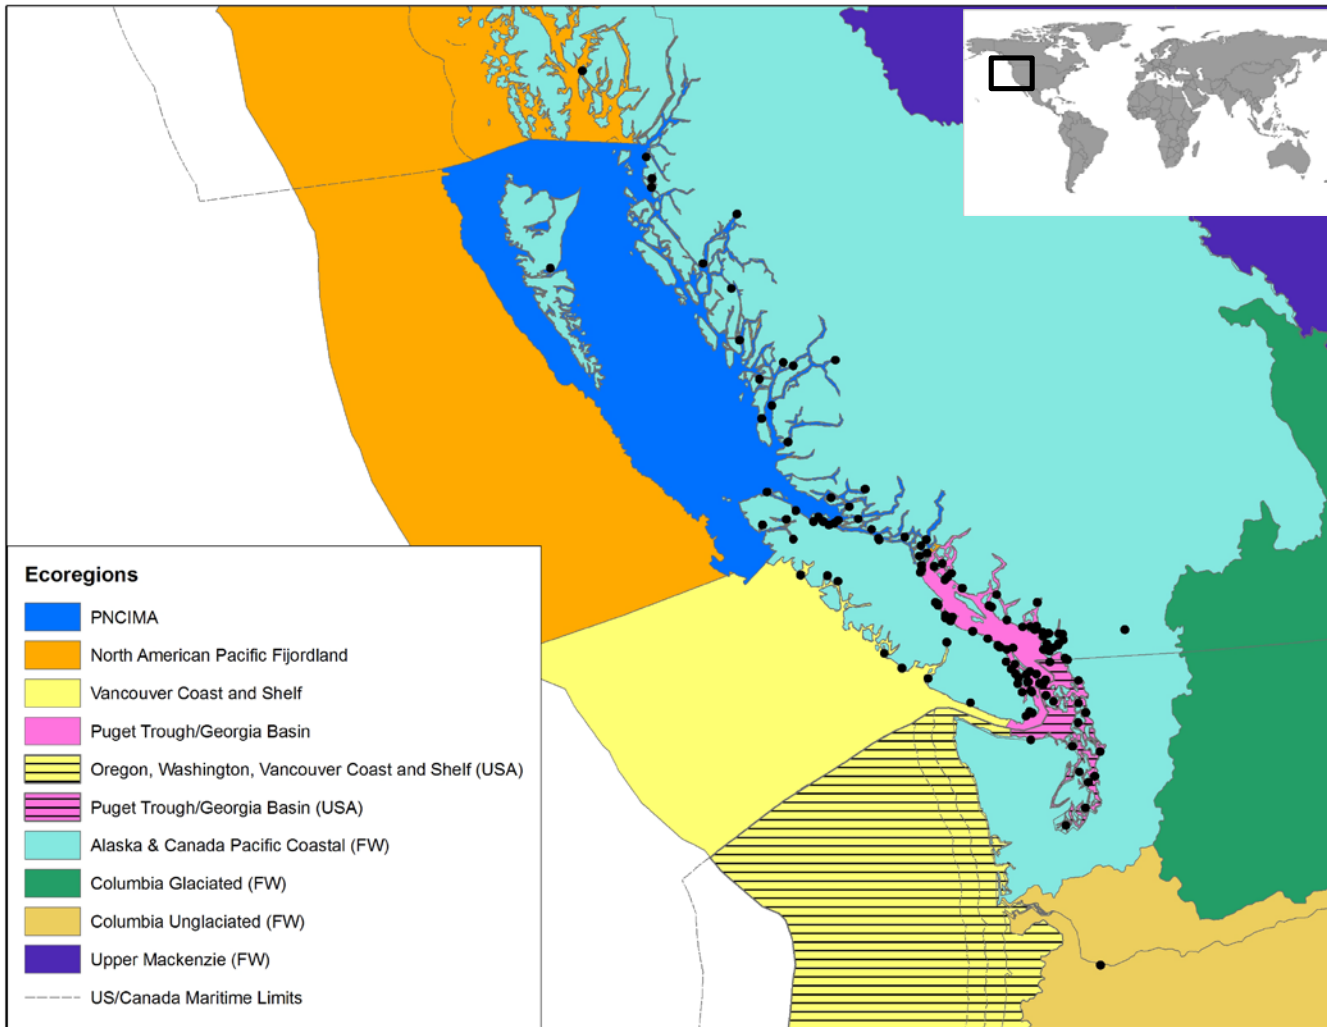 Ecoregions
PNCIMA
North American Pacific Fijordland
Vancouver Coast and Shelf
Puget Trough/Georgia Basin
Oregon, Washington, Vancouver Coast and Shelf (USA)
Puget Trough/Georgia Basin (USA)
Alaska & Canada Pacific Coastal (FW)
Columbia Glaciated (FW)
Columbia Unglaciated (FW)
Upper Mackenzie (FW)
US/Canada Maritime Limits